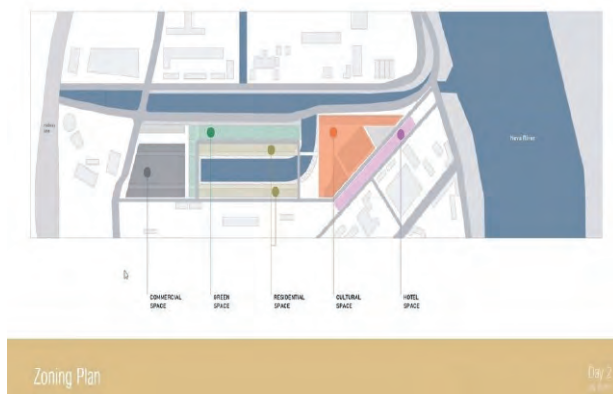 COMMERCIAL
SPACE
GREEN
SPACE
RESIDENTIAL
SPACE
CULTURAL
SPACE
HOTEL
SPACE
Zoning Plan
Day 2